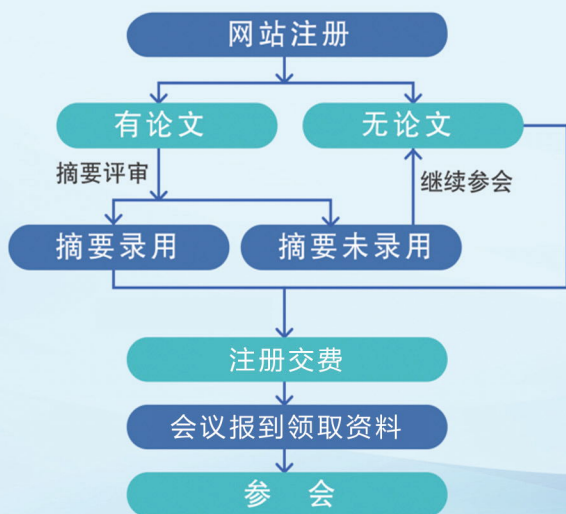 网站注册
有论文
无论文
摘要评审
继续参会
摘要录用
摘要未录用
注册交费
会议报到领取资料
参 会